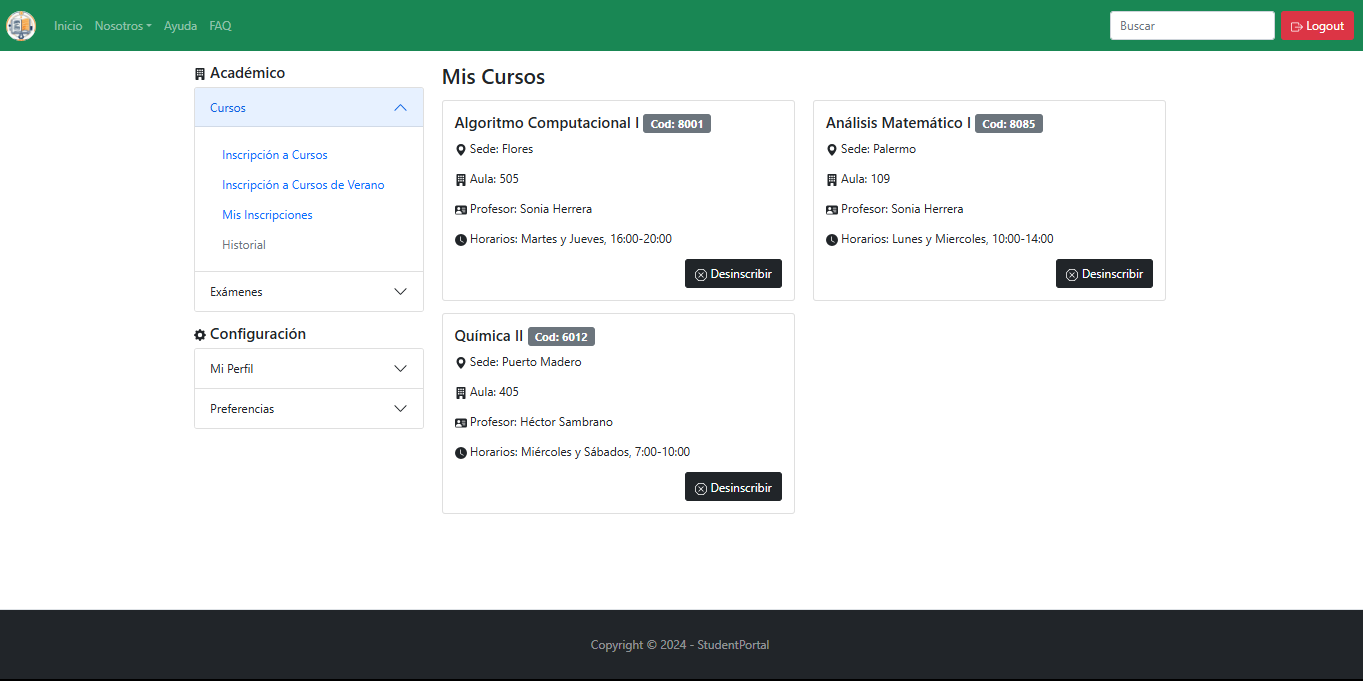 Inicio Nosotros Ayuda FAQ Buscar Logout
Académico
Cursos
Inscripción a Cursos
Inscripción a Cursos de Verano
Mis Inscripciones
Historial
Exámenes
Configuración
Mi Perfil
Preferencias
Mis Cursos
Algoritmo Computacional I Cod: 8001
Sede: Flores
Aula: 505
Profesor: Sonia Herrera
Horarios: Martes y Jueves, 16:00-20:00
Desinscribir
Análisis Matemático I Cod: 8085
Sede: Palermo
Aula: 109
Profesor: Sonia Herrera
Horarios: Lunes y Miercoles, 10:00-14:00
Desinscribir
Química II Cod: 6012
Sede: Puerto Madero
Aula: 405
Profesor: Héctor Sambrano
Horarios: Miércoles y Sábados, 7:00-10:00
Desinscribir
Copyright © 2024 - StudentPortal